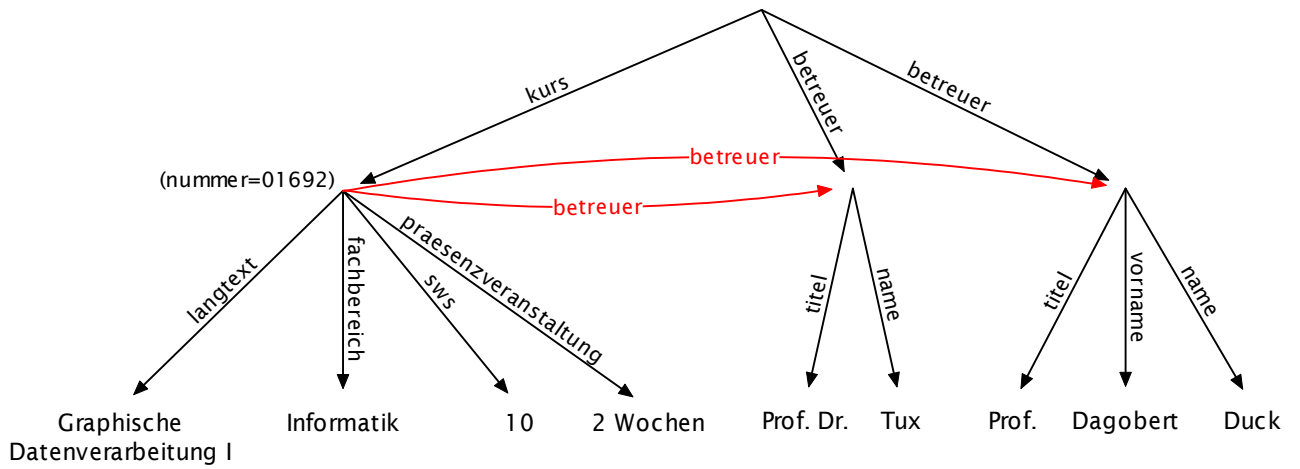 kurs
betreuer
betreuer
(nummer=01692)
betreuer
betreuer
langtext
fachbereich
sws
praesenzveranstaltung
titel
name
titel
vorname
name
Graphische
Datenverarbeitung I
Informatik
10
2 Wochen
Prof. Dr.
Tux
Prof.
Dagobert
Duck